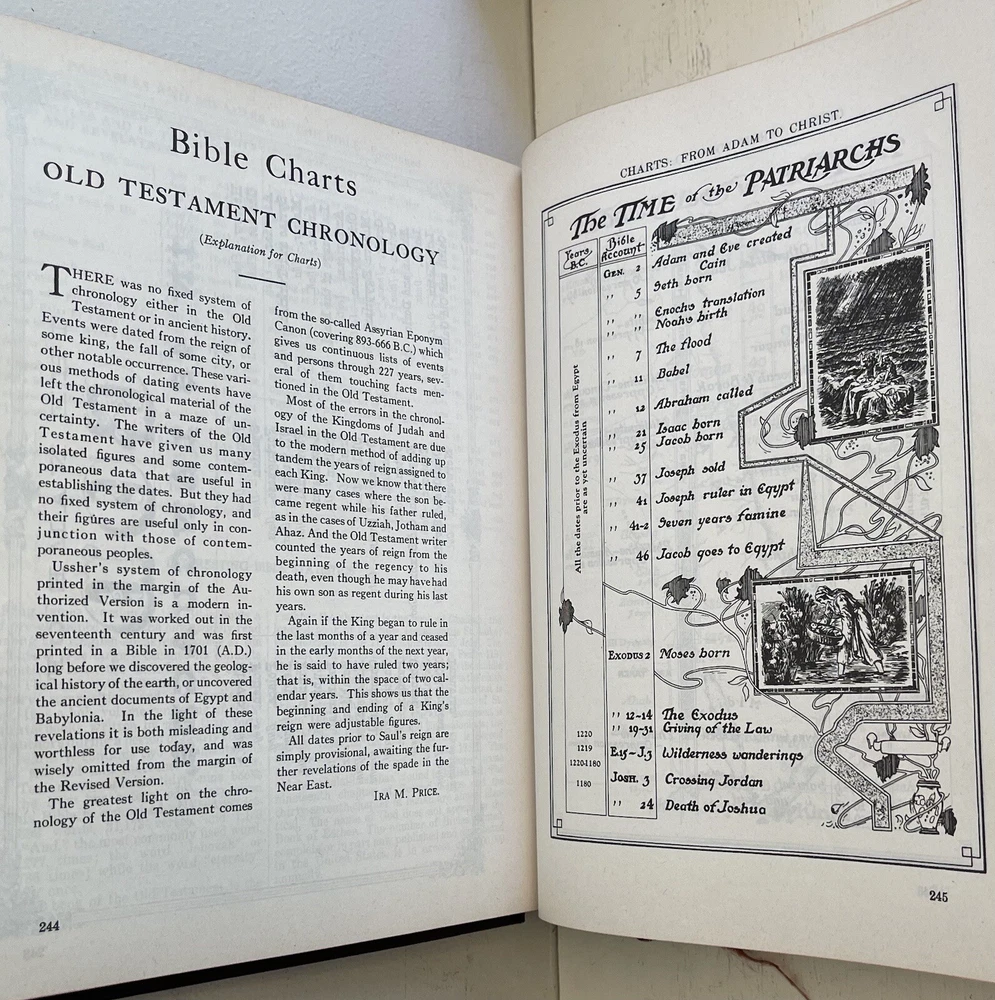 Bible Charts
OLD TESTAMENT CHRONOLOGY
(Explanation for Charts)
THERE was no fixed system of
chronology either in the Old
Testament or in ancient history.
Events were dated from the reign of
some king, the fall of some city, or
other notable occurrence. These vari-
ous methods of dating events have
left the chronological material of the
Old Testament in a maze of un-
certainty. The writers of the Old
Testament have given us many
isolated figures and some contem-
poraneous data that are useful in
establishing the dates. But they had
no fixed system of chronology, and
their figures are useful only in con-
junction with those of contem-
poraneous peoples.
Ussher's system of chronology
printed in the margin of the Au-
thorized Version is a modern in-
vention. It was worked out in the
seventeenth century and was first
printed in a Bible in 1701 (A.D.)
long before we discovered the geolog-
ical history of the earth, or uncovered
the ancient documents of Egypt and
Babylonia. In the light of these
revelations it is both misleading and
worthless for use today, and was
wisely omitted from the margin of
the Revised Version.
The greatest light on the chro-
nology of the Old Testament comes
from the so-called Assyrian Eponym
Canon (covering 893-666 B.C.) which
gives us continuous lists of events
and persons through 227 years, sev-
eral of them touching facts men-
tioned in the Old Testament.
Most of the errors in the chronol-
ogy of the Kingdoms of Judah and
Israel in the Old Testament are due
to the modern method of adding up
tandem the years of reign assigned to
each King. Now we know that there
were many cases where the son be-
came regent while his father ruled,
as in the cases of Uzziah, Jotham and
Ahaz. And the Old Testament writer
counted the years of reign from the
beginning of the regency to his
death, even though he may have had
his own son as regent during his last
years.
Again if the King began to rule in
the last months of a year and ceased
in the early months of the next year,
he is said to have ruled two years;
that is, within the space of two cal-
endar years. This shows us that the
beginning and ending of a King's
reign were adjustable figures.
All dates prior to Saul's reign are
simply provisional, awaiting the fur-
ther revelations of the spade in the
Near East.
IRA M. PRICE.
244
CHARTS: FROM ADAM TO CHRIST.
The TIME of the PATRIARCHS
Years B.C.
Bible Account
All the dates prior to the Exodus from Egypt
are as yet uncertain
GEN. 2 Adam and Eve created
Cain
,, 5 Seth born
,, Enoch's translation
,, Noah's birth
,, 7 The flood
,, 11 Babel
,, 12 Abraham called
,, 21 Isaac born
,, 25 Jacob born
,, 37 Joseph sold
,, 41 Joseph ruler in Egypt
,, 41-2 Seven years famine
,, 46 Jacob goes to Egypt
EXODUS 2 Moses born
,, 12-14 The Exodus
1220 ,, 19-31 Giving of the Law
1219
1220-1180 E.15-J.3 Wilderness wanderings
1180 JOSH. 3 Crossing Jordan
,, 24 Death of Joshua
245